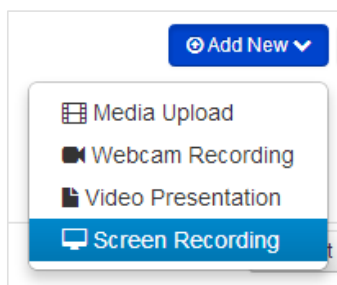 Add New
Media Upload
Webcam Recording
Video Presentation
Screen Recording